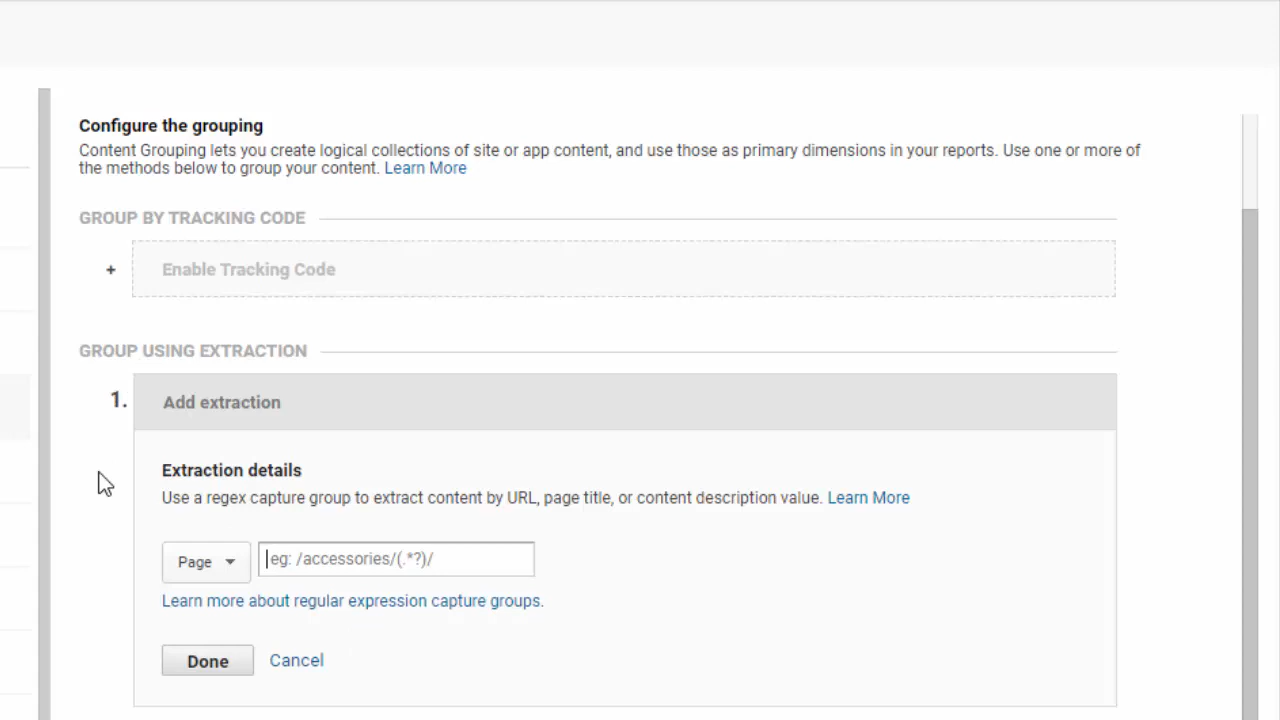 Configure the grouping
Content Grouping lets you create logical collections of site or app content, and use those as primary dimensions in your reports. Use one or more of
the methods below to group your content. Learn More
GROUP BY TRACKING CODE
+ Enable Tracking Code
GROUP USING EXTRACTION
1. Add extraction
Extraction details
Use a regex capture group to extract content by URL, page title, or content description value. Learn More
Page eg: /accessories/(.*?)/
Learn more about regular expression capture groups.
Done Cancel